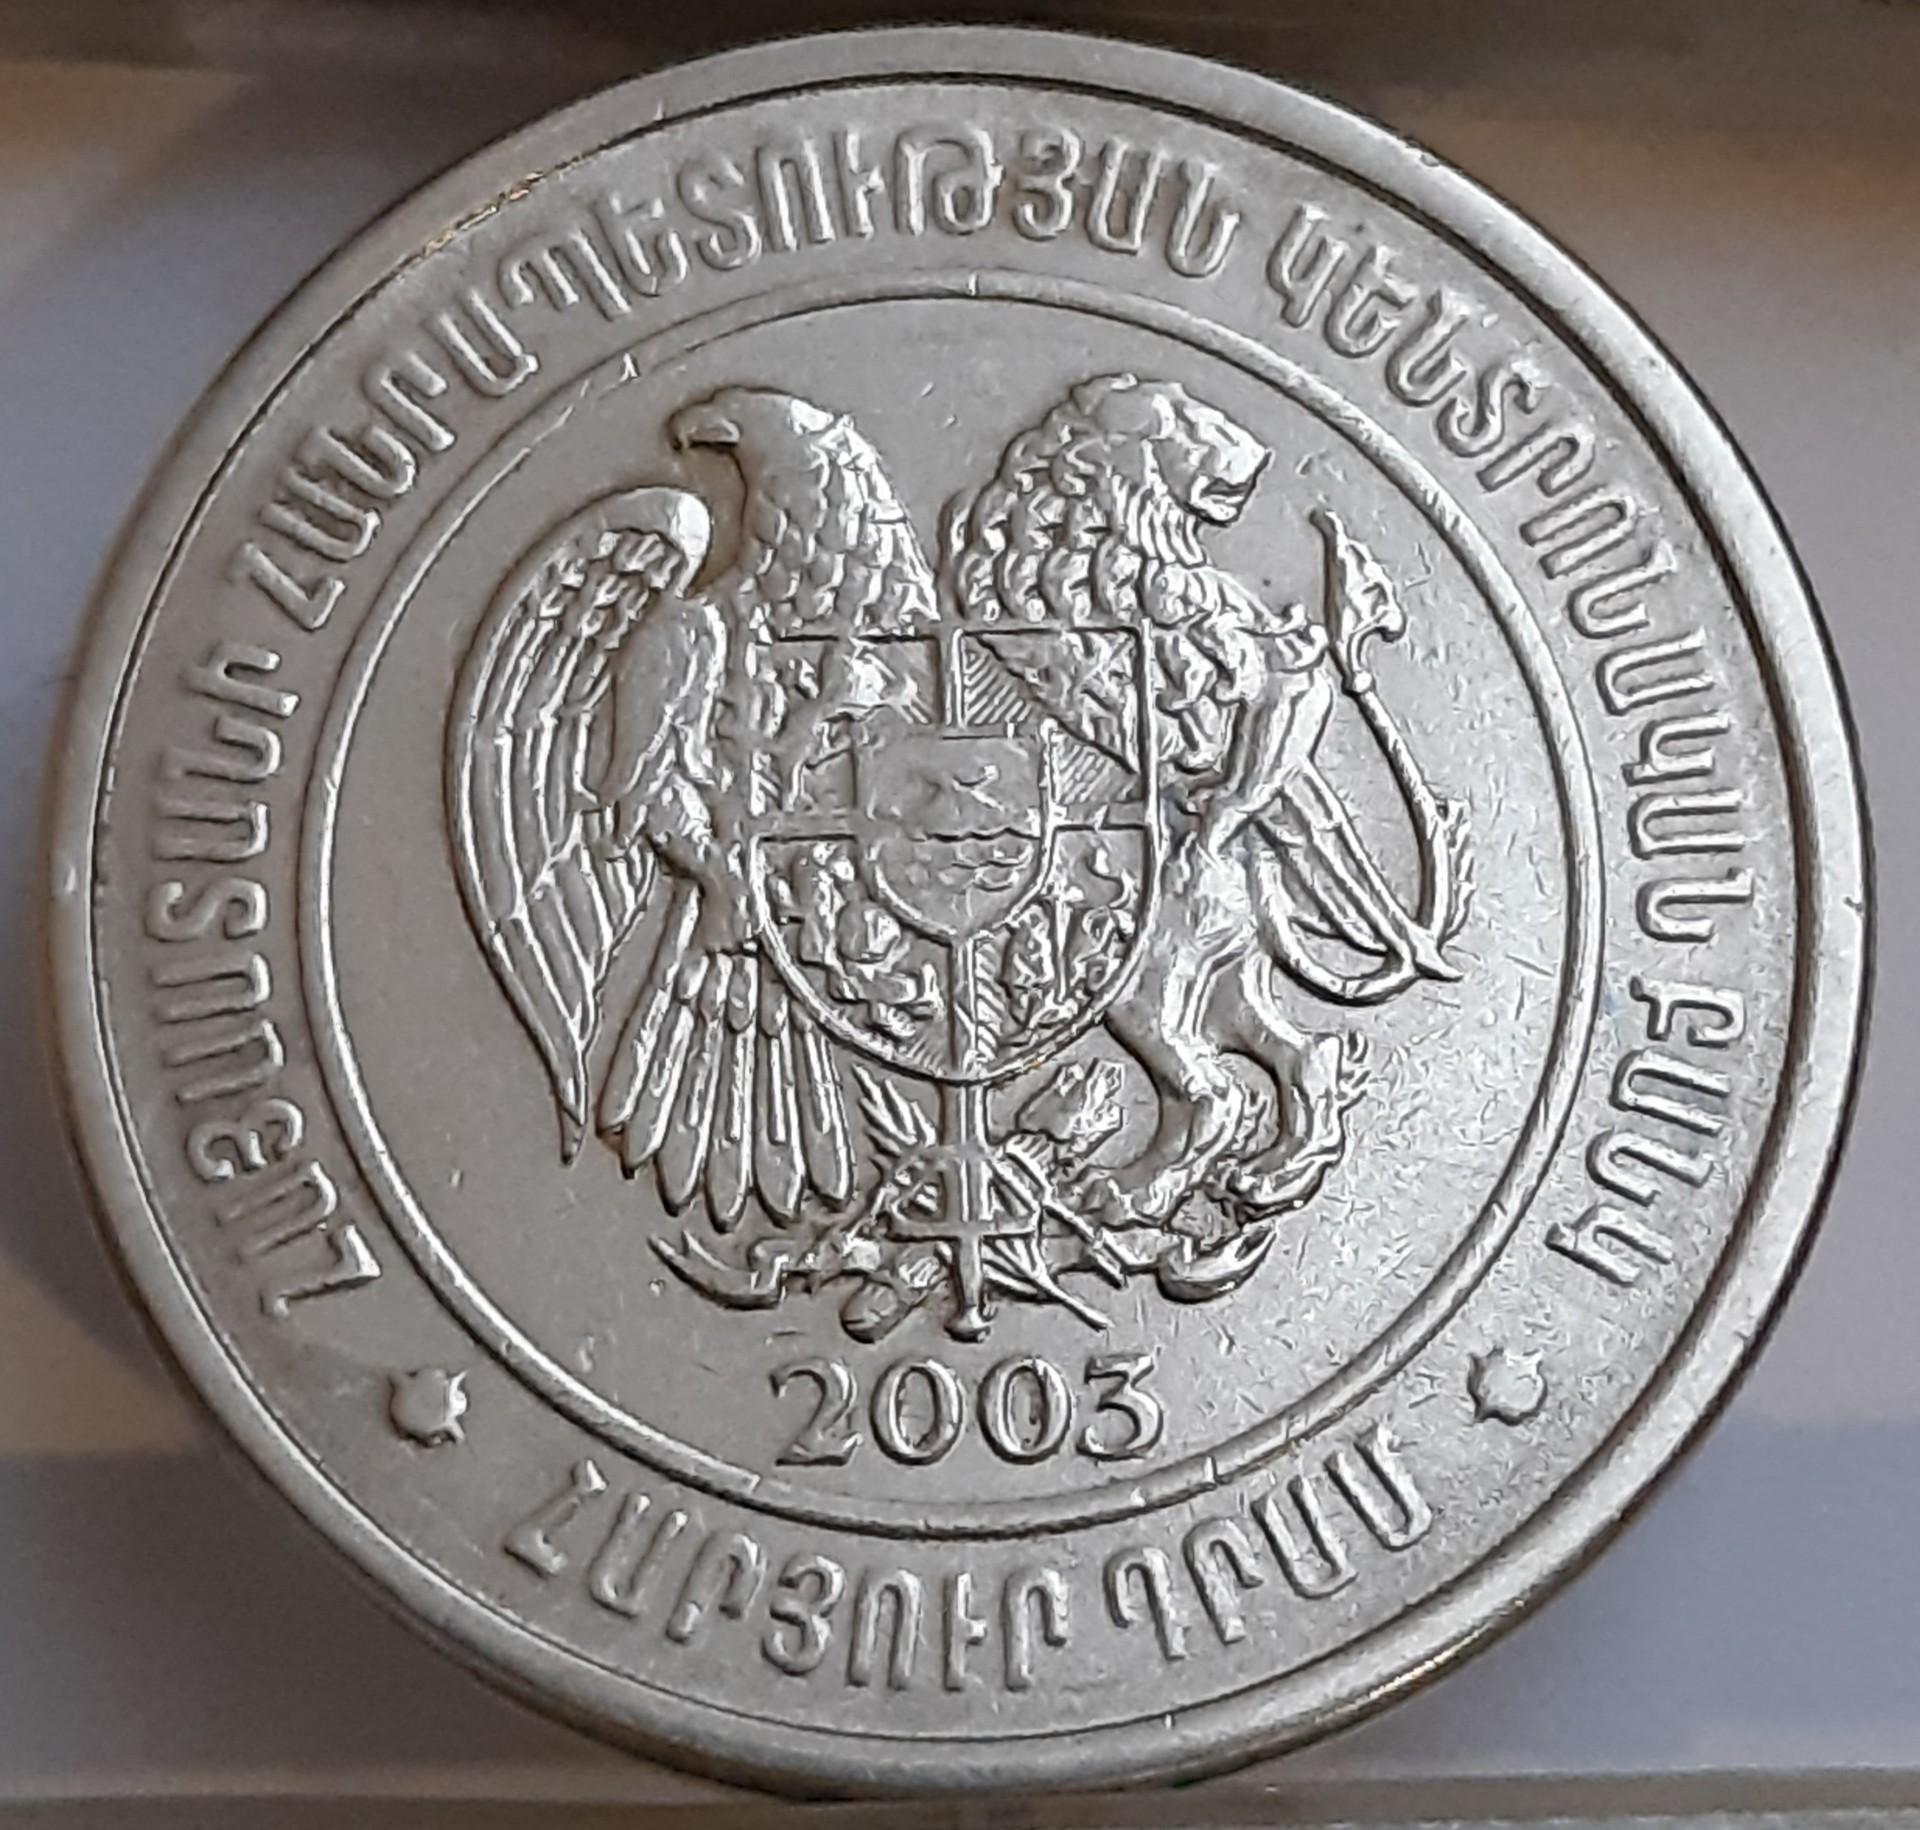 ՀԱՅԱՍՏԱՆԻ ՀԱՆՐԱՊԵՏՈՒԹՅԱՆ ԿԵՆՏՐՈՆԱԿԱՆ ԲԱՆԿ
2003
ՀԱՐՅՈՒՐ ԴՐԱՄ